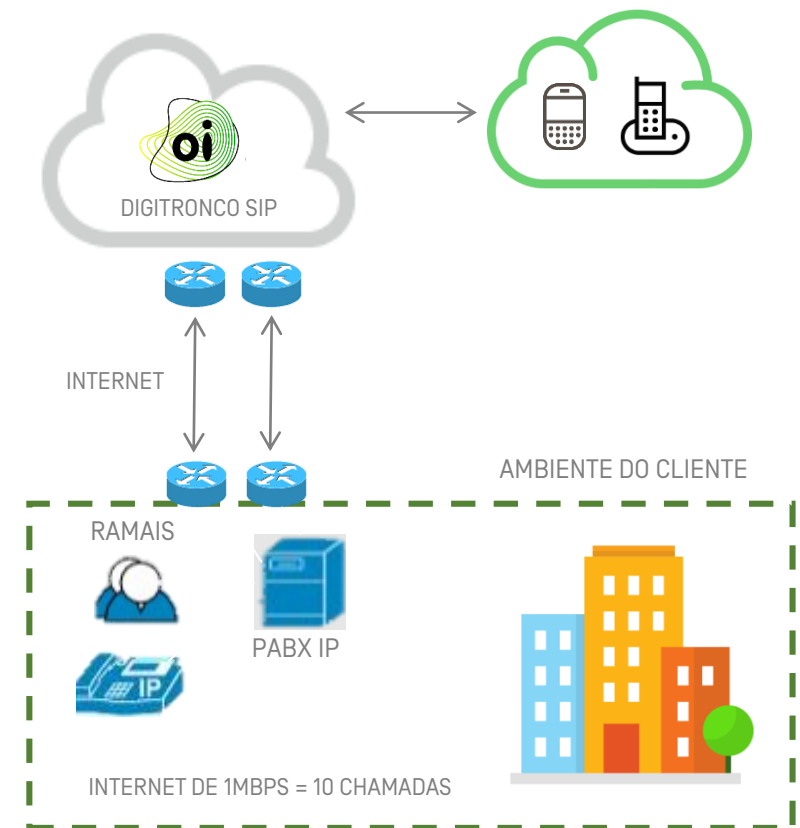 oi
DIGITRONCO SIP
INTERNET
AMBIENTE DO CLIENTE
RAMAIS
PABX IP
IP
INTERNET DE 1MBPS = 10 CHAMADAS